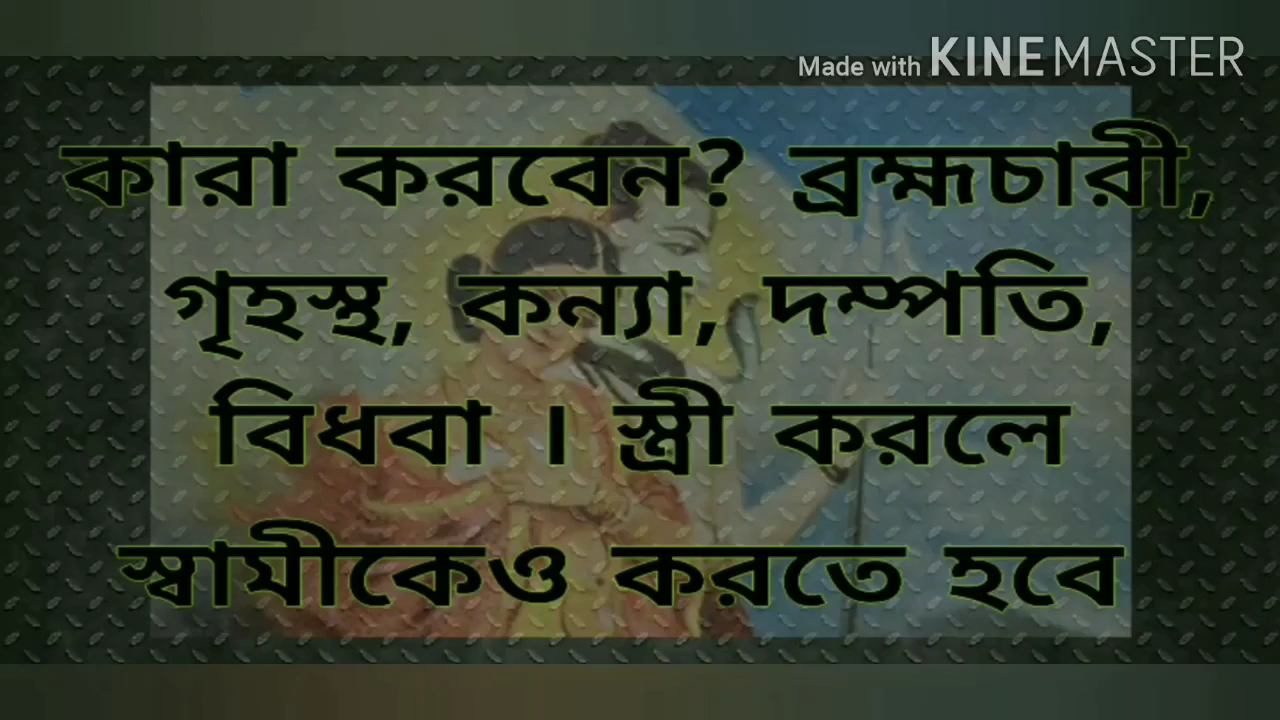 Made with KINEMASTER
কারা করবেন? ব্রহ্মচারী,
গৃহস্থ, কন্যা, দম্পতি,
বিধবা । স্ত্রী করলে
স্বামীকেও করতে হবে